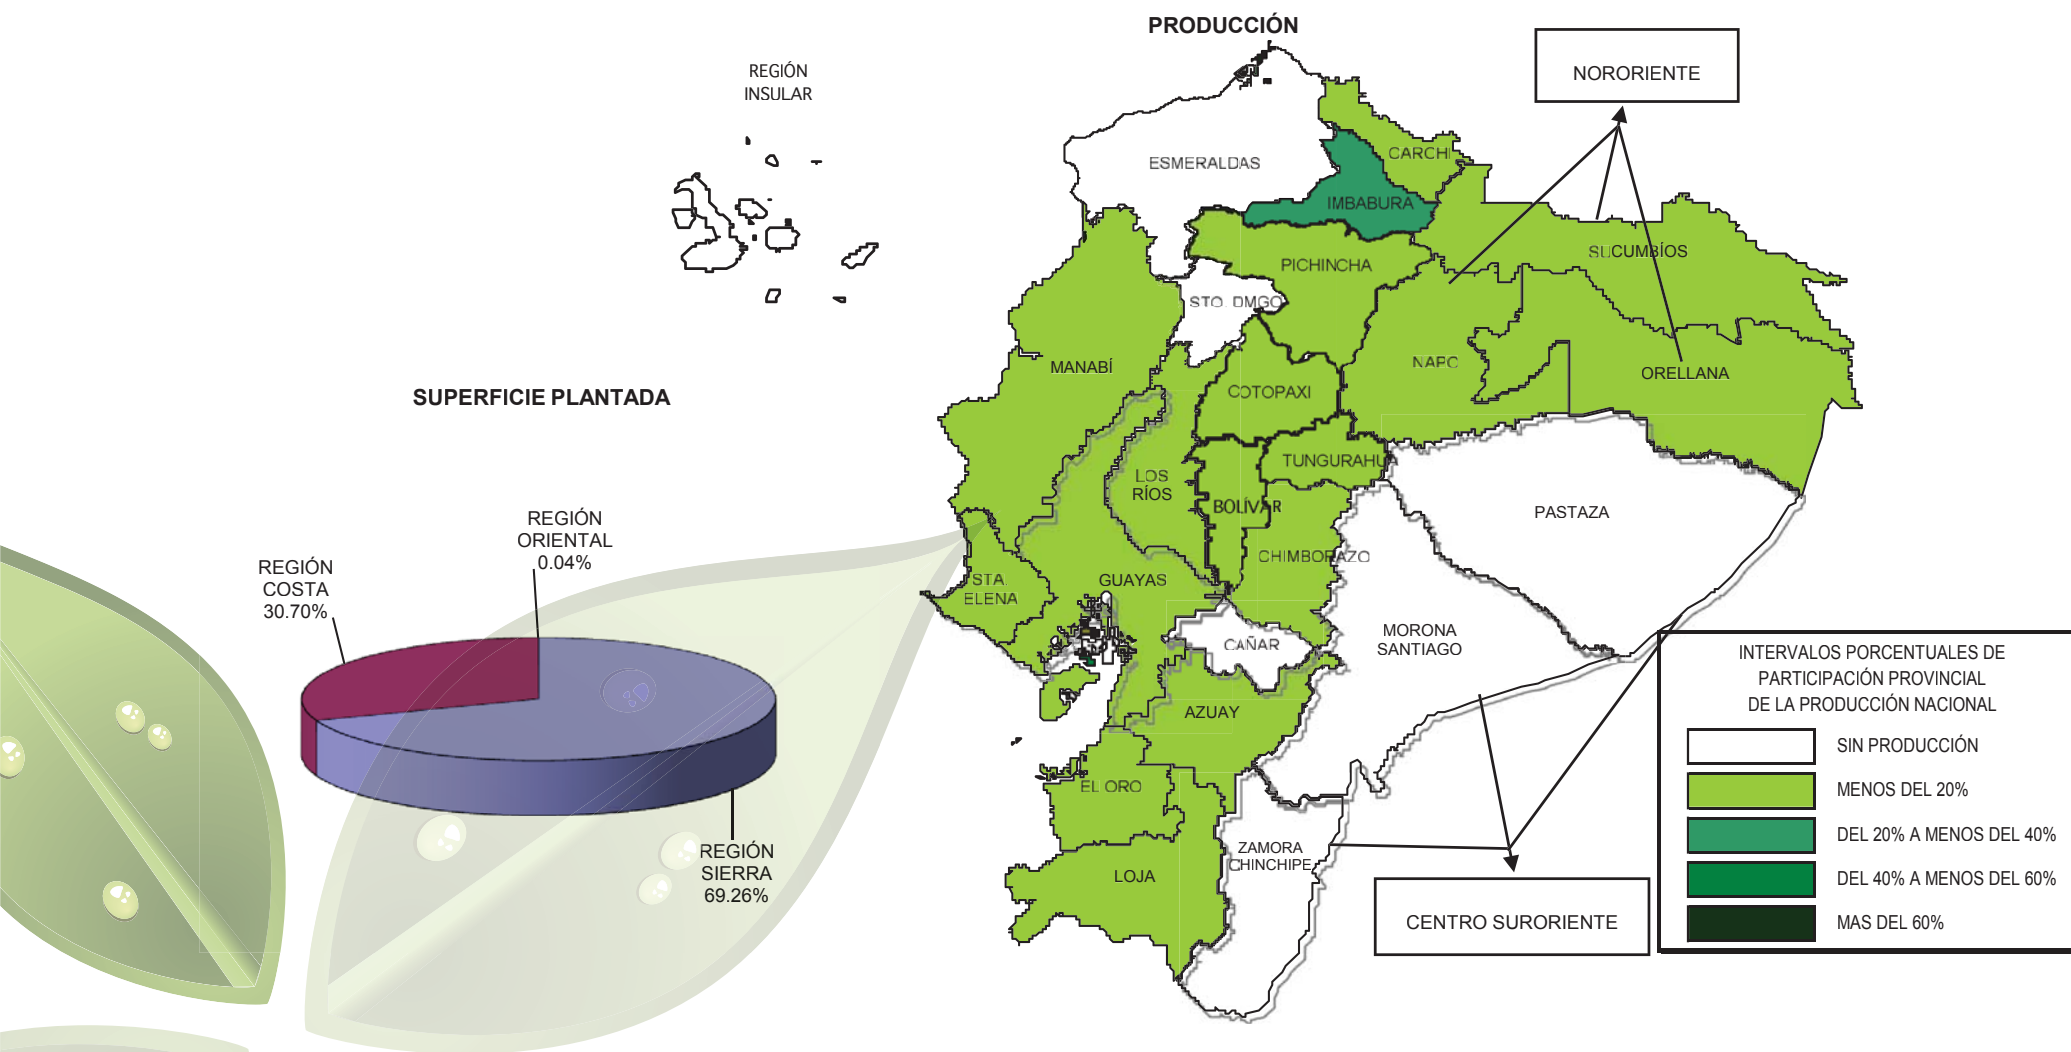 PRODUCCIÓN
REGIÓN
INSULAR
NORORIENTE
ESMERALDAS
CARCHI
IMBABURA
PICHINCHA
SUCUMBÍOS
STO. DMGO
MANABÍ
NAPO
ORELLANA
COTOPAXI
TUNGURAHUA
LOS
RÍOS
BOLÍVAR
PASTAZA
CHIMBORAZO
STA.
ELENA
GUAYAS
CAÑAR
MORONA
SANTIAGO
AZUAY
EL ORO
ZAMORA
CHINCHIPE
LOJA
CENTRO SURORIENTE
SUPERFICIE PLANTADA
REGIÓN
ORIENTAL
0.04%
REGIÓN
COSTA
30.70%
REGIÓN
SIERRA
69.26%
INTERVALOS PORCENTUALES DE
PARTICIPACIÓN PROVINCIAL
DE LA PRODUCCIÓN NACIONAL
SIN PRODUCCIÓN
MENOS DEL 20%
DEL 20% A MENOS DEL 40%
DEL 40% A MENOS DEL 60%
MAS DEL 60%